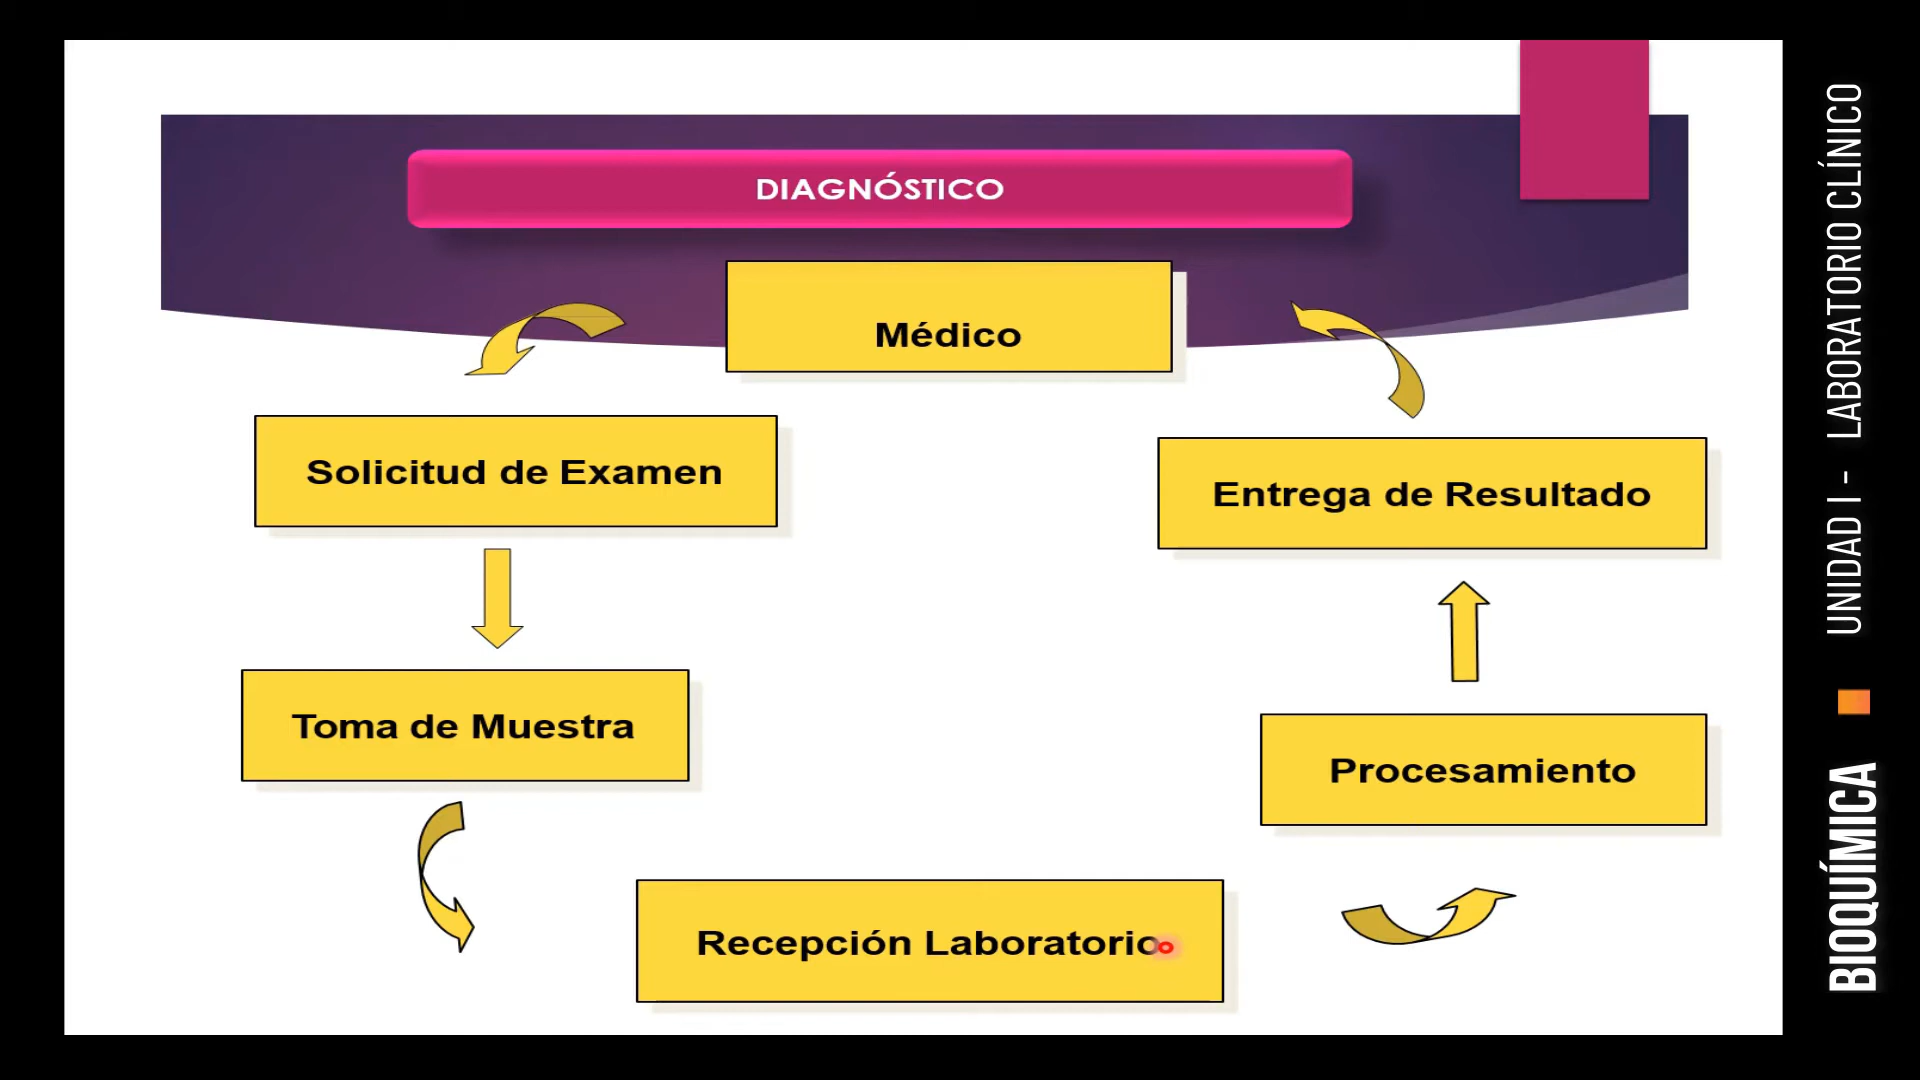 DIAGNÓSTICO
Médico
Solicitud de Examen
Entrega de Resultado
Toma de Muestra
Procesamiento
Recepción Laboratorio
BIOQUÍMICA UNIDAD I - LABORATORIO CLÍNICO